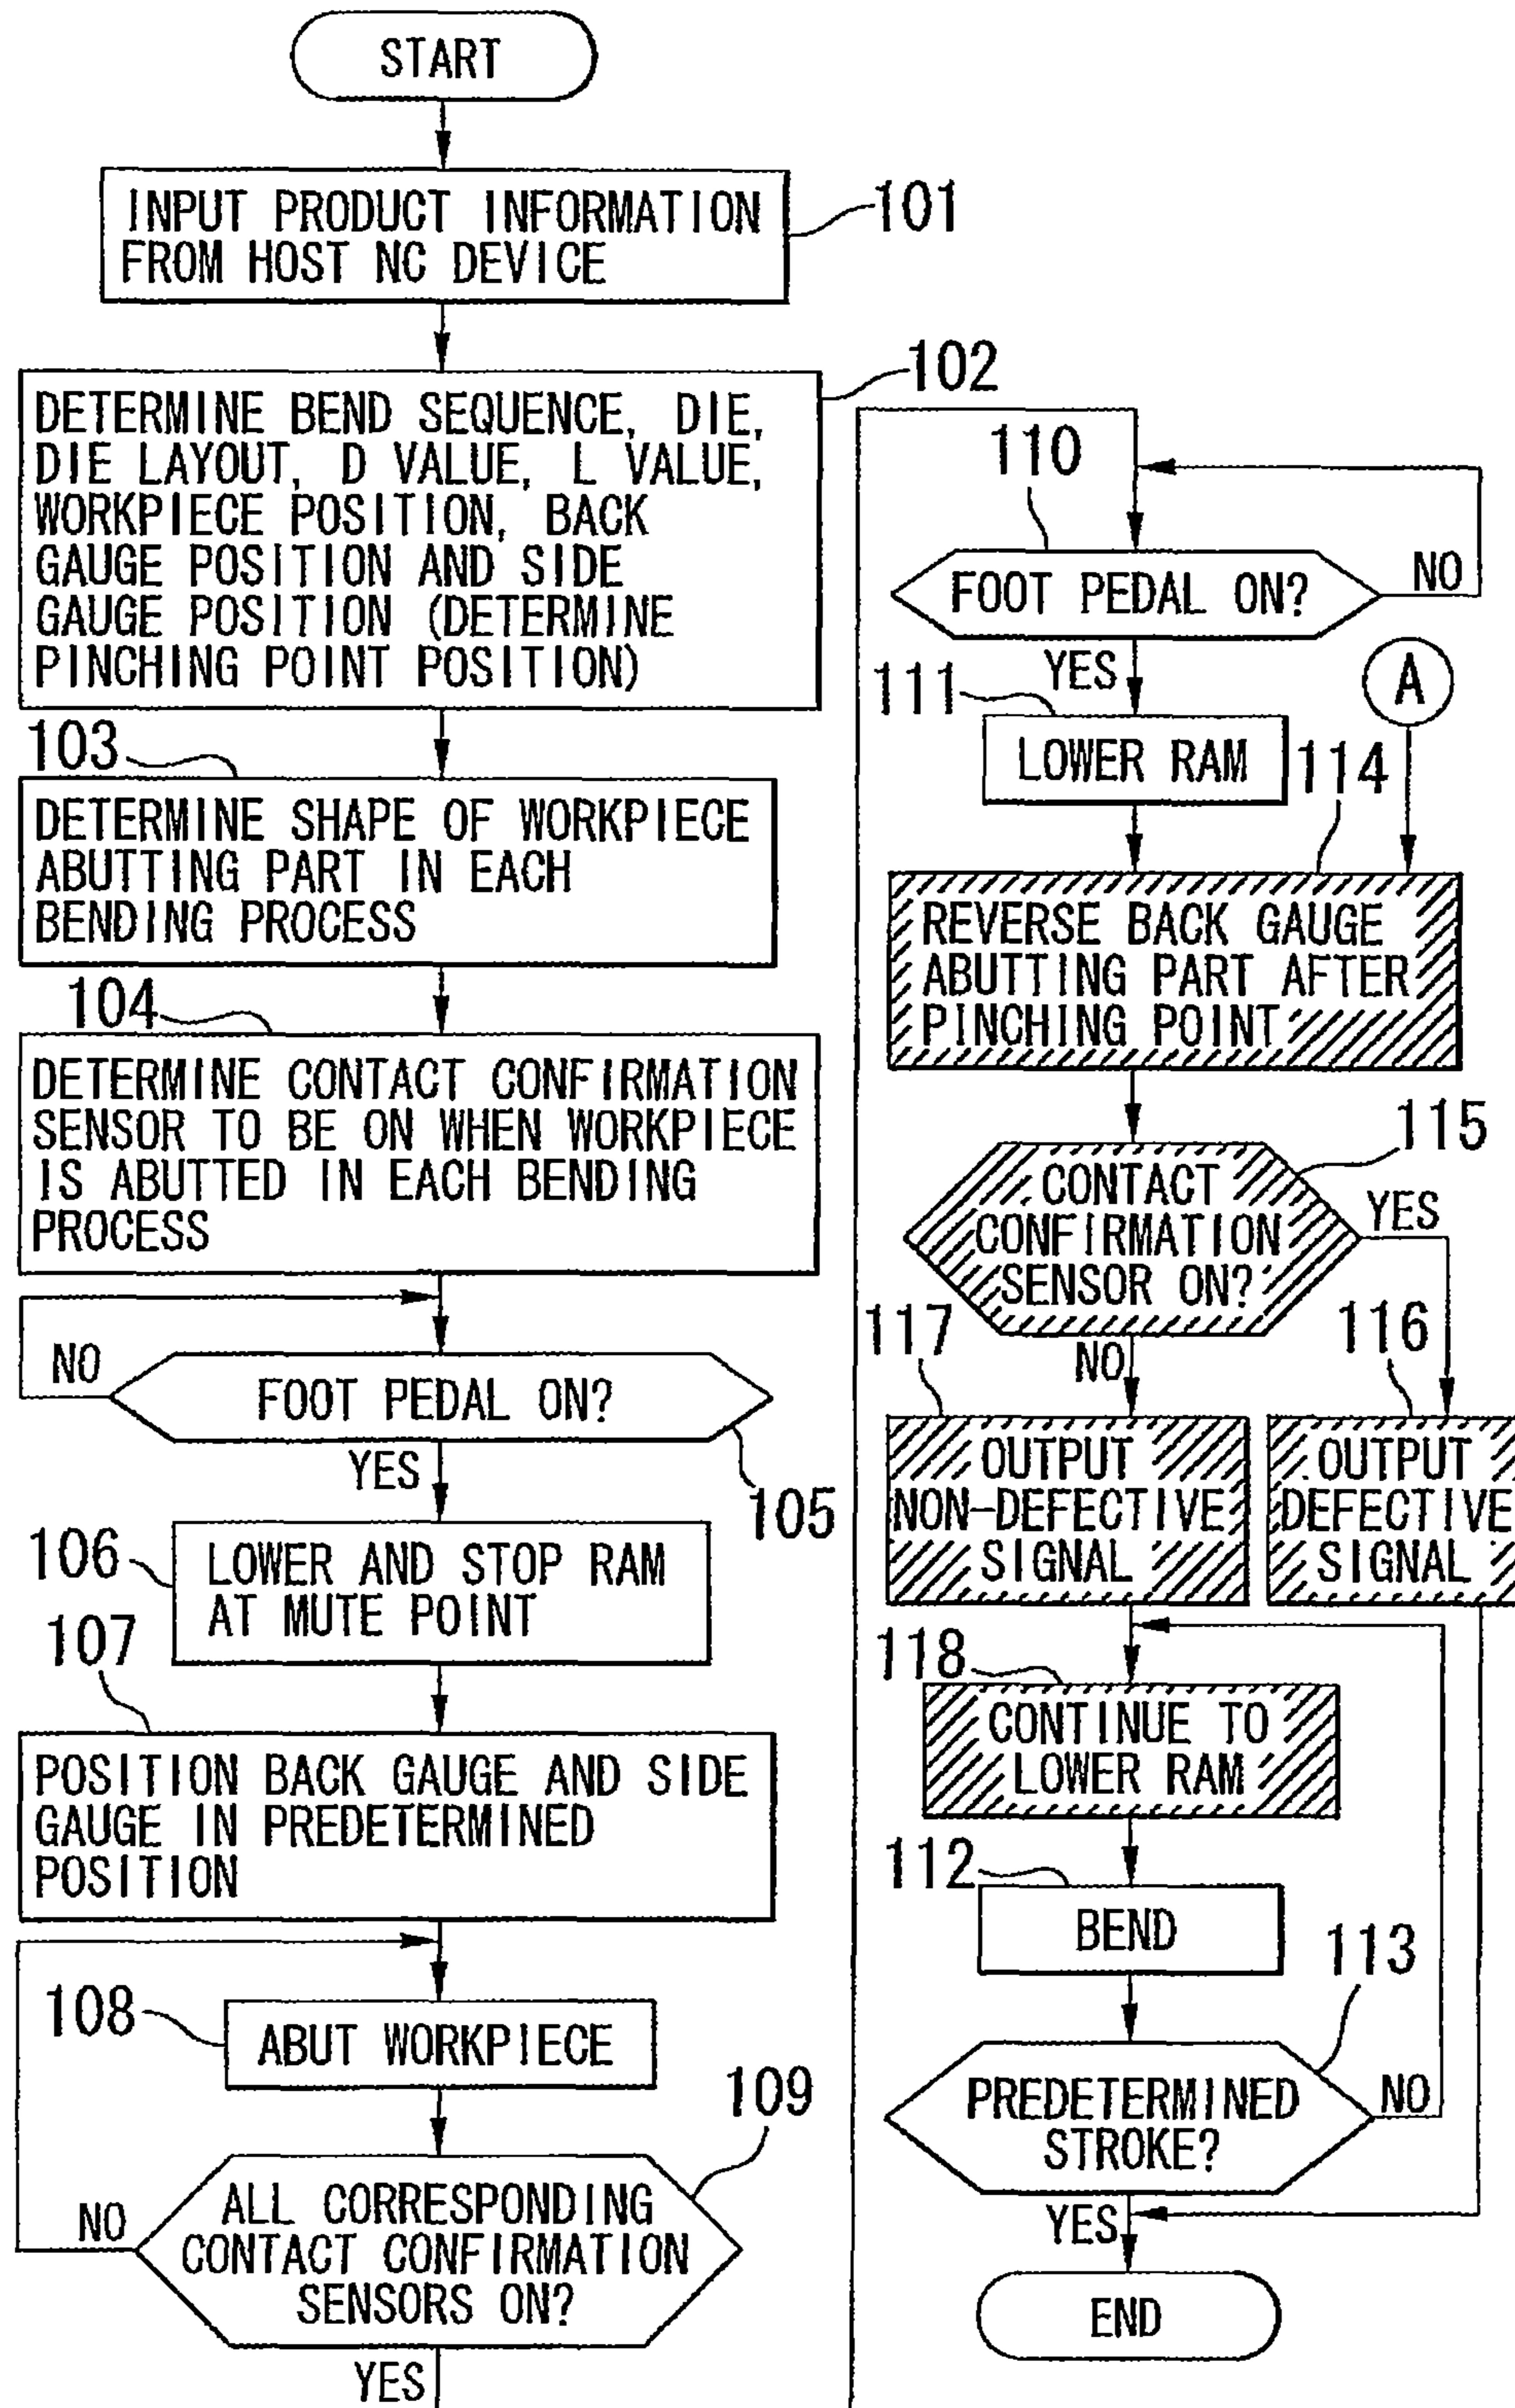 START
INPUT PRODUCT INFORMATION
FROM HOST NC DEVICE
101
DETERMINE BEND SEQUENCE, DIE,
DIE LAYOUT, D VALUE, L VALUE,
WORKPIECE POSITION, BACK
GAUGE POSITION AND SIDE
GAUGE POSITION (DETERMINE
PINCHING POINT POSITION)
102
103
DETERMINE SHAPE OF WORKPIECE
ABUTTING PART IN EACH
BENDING PROCESS
104
DETERMINE CONTACT CONFIRMATION
SENSOR TO BE ON WHEN WORKPIECE
IS ABUTTED IN EACH BENDING
PROCESS
NO
FOOT PEDAL ON?
YES
105
106
LOWER AND STOP RAM
AT MUTE POINT
107
POSITION BACK GAUGE AND SIDE
GAUGE IN PREDETERMINED
POSITION
108
ABUT WORKPIECE
109
NO
ALL CORRESPONDING
CONTACT CONFIRMATION
SENSORS ON?
YES
110
FOOT PEDAL ON?
NO
YES
A
111
LOWER RAM
114
REVERSE BACK GAUGE
ABUTTING PART AFTER
PINCHING POINT
115
CONTACT
CONFIRMATION
SENSOR ON?
YES
NO
117
116
OUTPUT
NON-DEFECTIVE
SIGNAL
OUTPUT
DEFECTIVE
SIGNAL
118
CONTINUE TO
LOWER RAM
112
BEND
113
PREDETERMINED
STROKE?
NO
YES
END